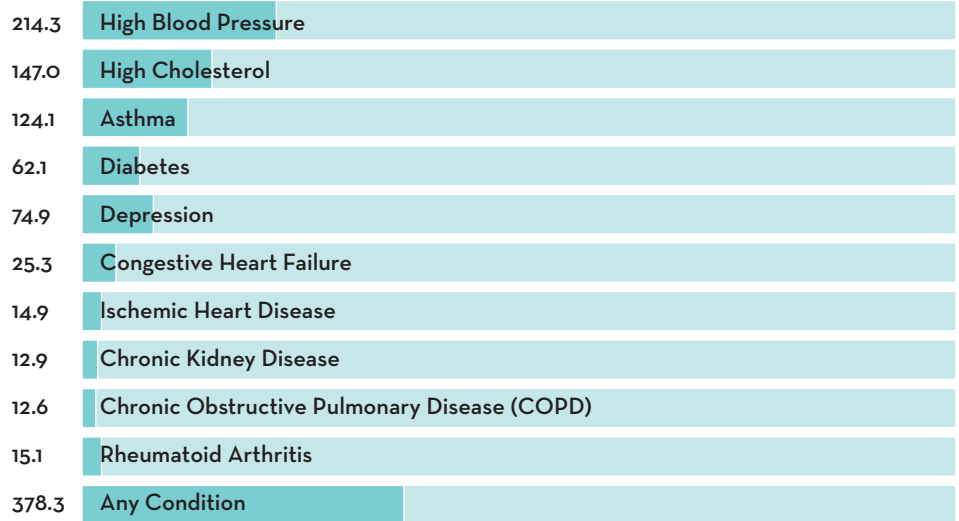 214.3 High Blood Pressure
147.0 High Cholesterol
124.1 Asthma
62.1 Diabetes
74.9 Depression
25.3 Congestive Heart Failure
14.9 Ischemic Heart Disease
12.9 Chronic Kidney Disease
12.6 Chronic Obstructive Pulmonary Disease (COPD)
15.1 Rheumatoid Arthritis
378.3 Any Condition